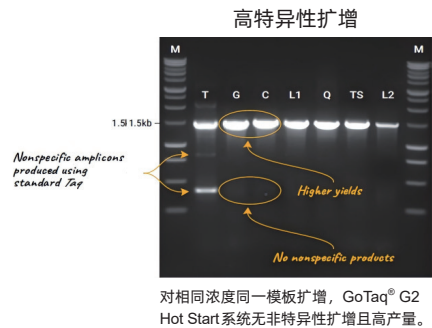 高特异性扩增
M
T G C L1 Q TS L2
M
1.5l 1.5kb
Nonspecific amplicons
produced using
standard Taq
Higher yields
No nonspecific products
对相同浓度同一模板扩增，GoTaq® G2
Hot Start系统无非特异性扩增且高产量。